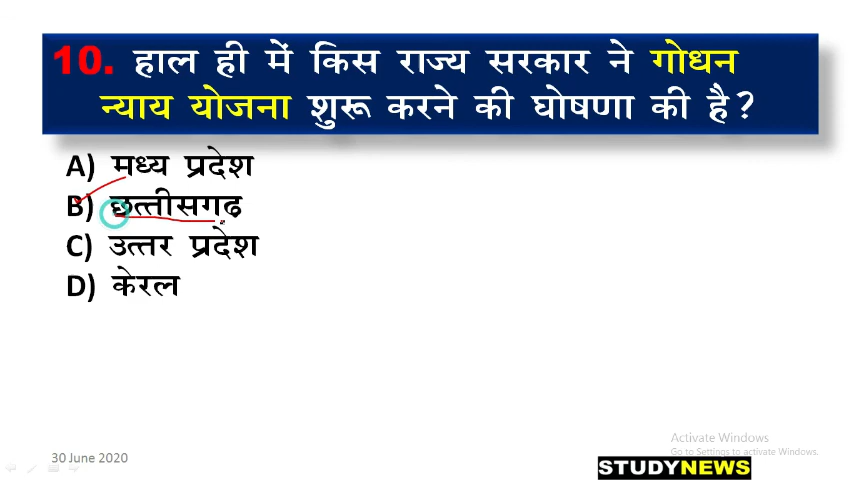 10. हाल ही में किस राज्य सरकार ने गोधन
न्याय योजना शुरू करने की घोषणा की है?
A) मध्य प्रदेश
B) छत्तीसगढ
C) उत्तर प्रदेश
D) केरल
Activate Windows
Go to Settings to activate Windows.
30 June 2020
STUDYNEWS